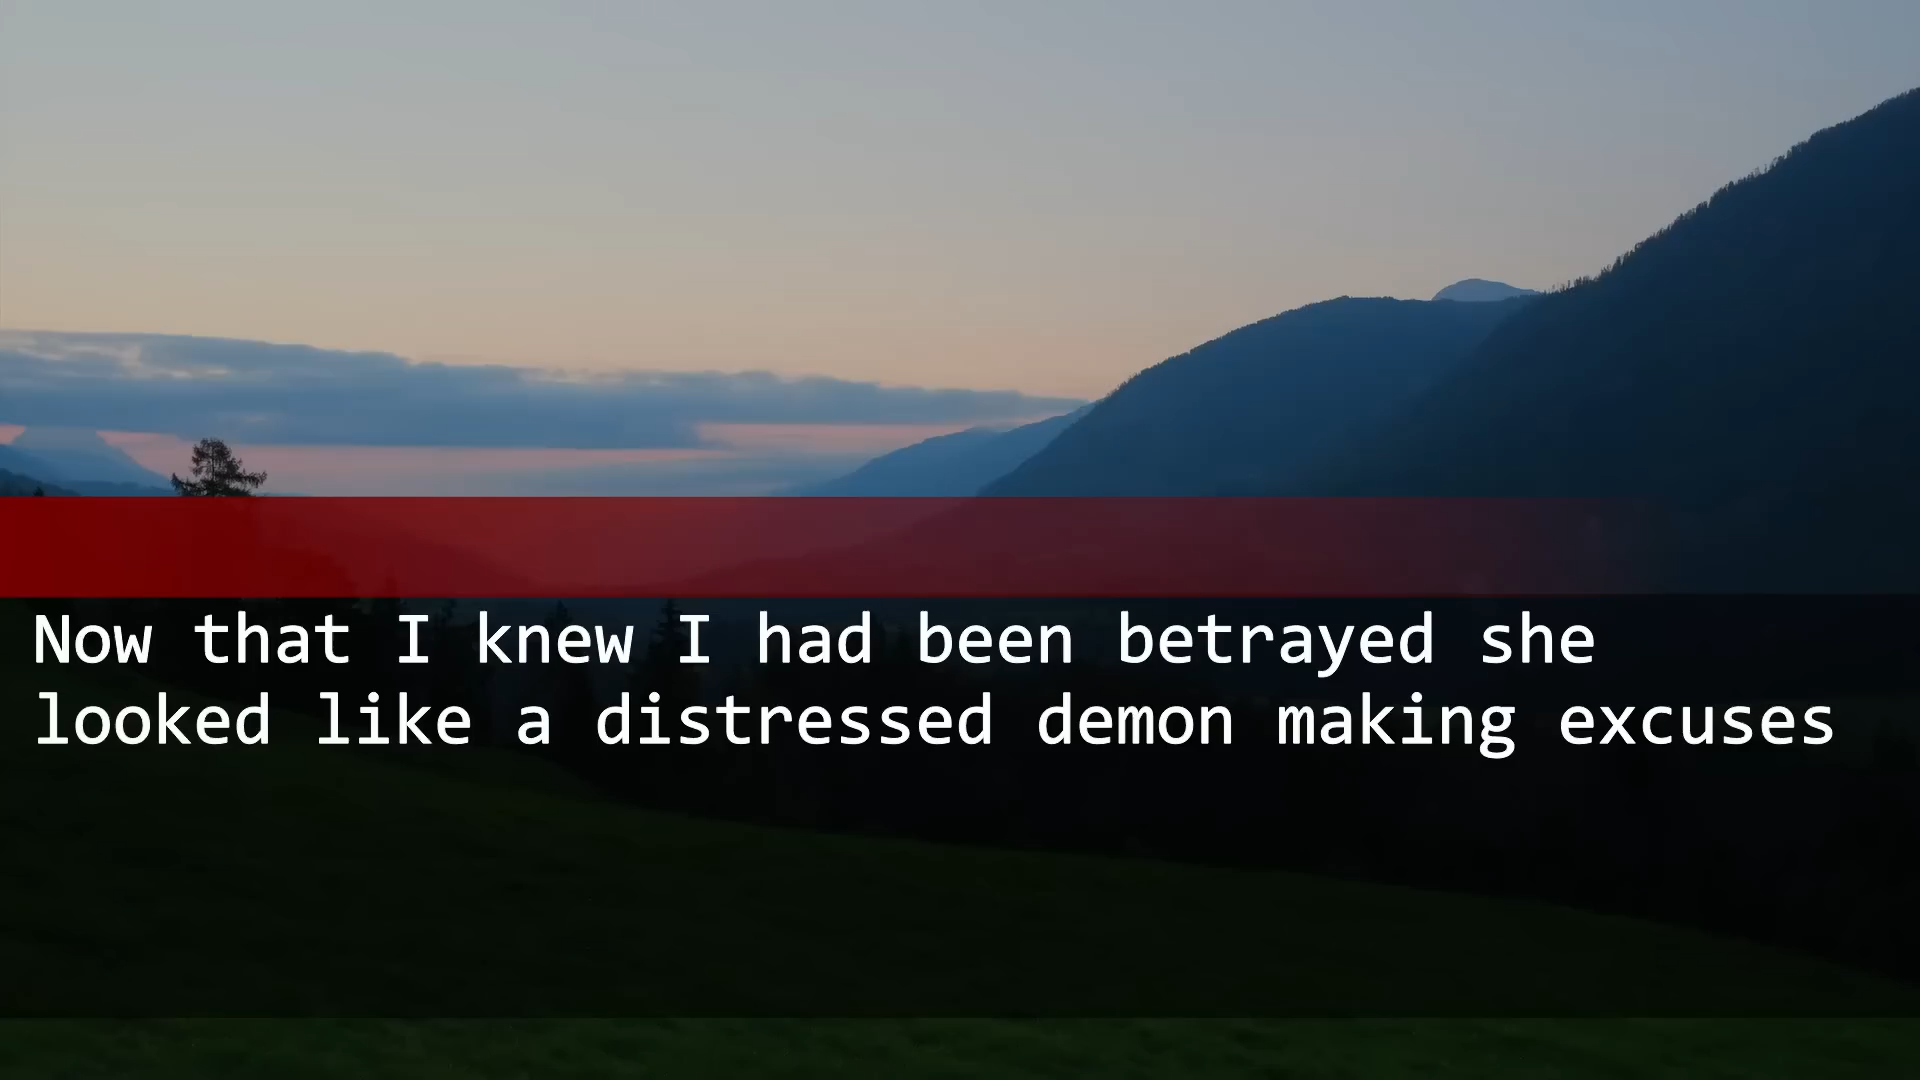 Now that I knew I had been betrayed she
looked like a distressed demon making excuses